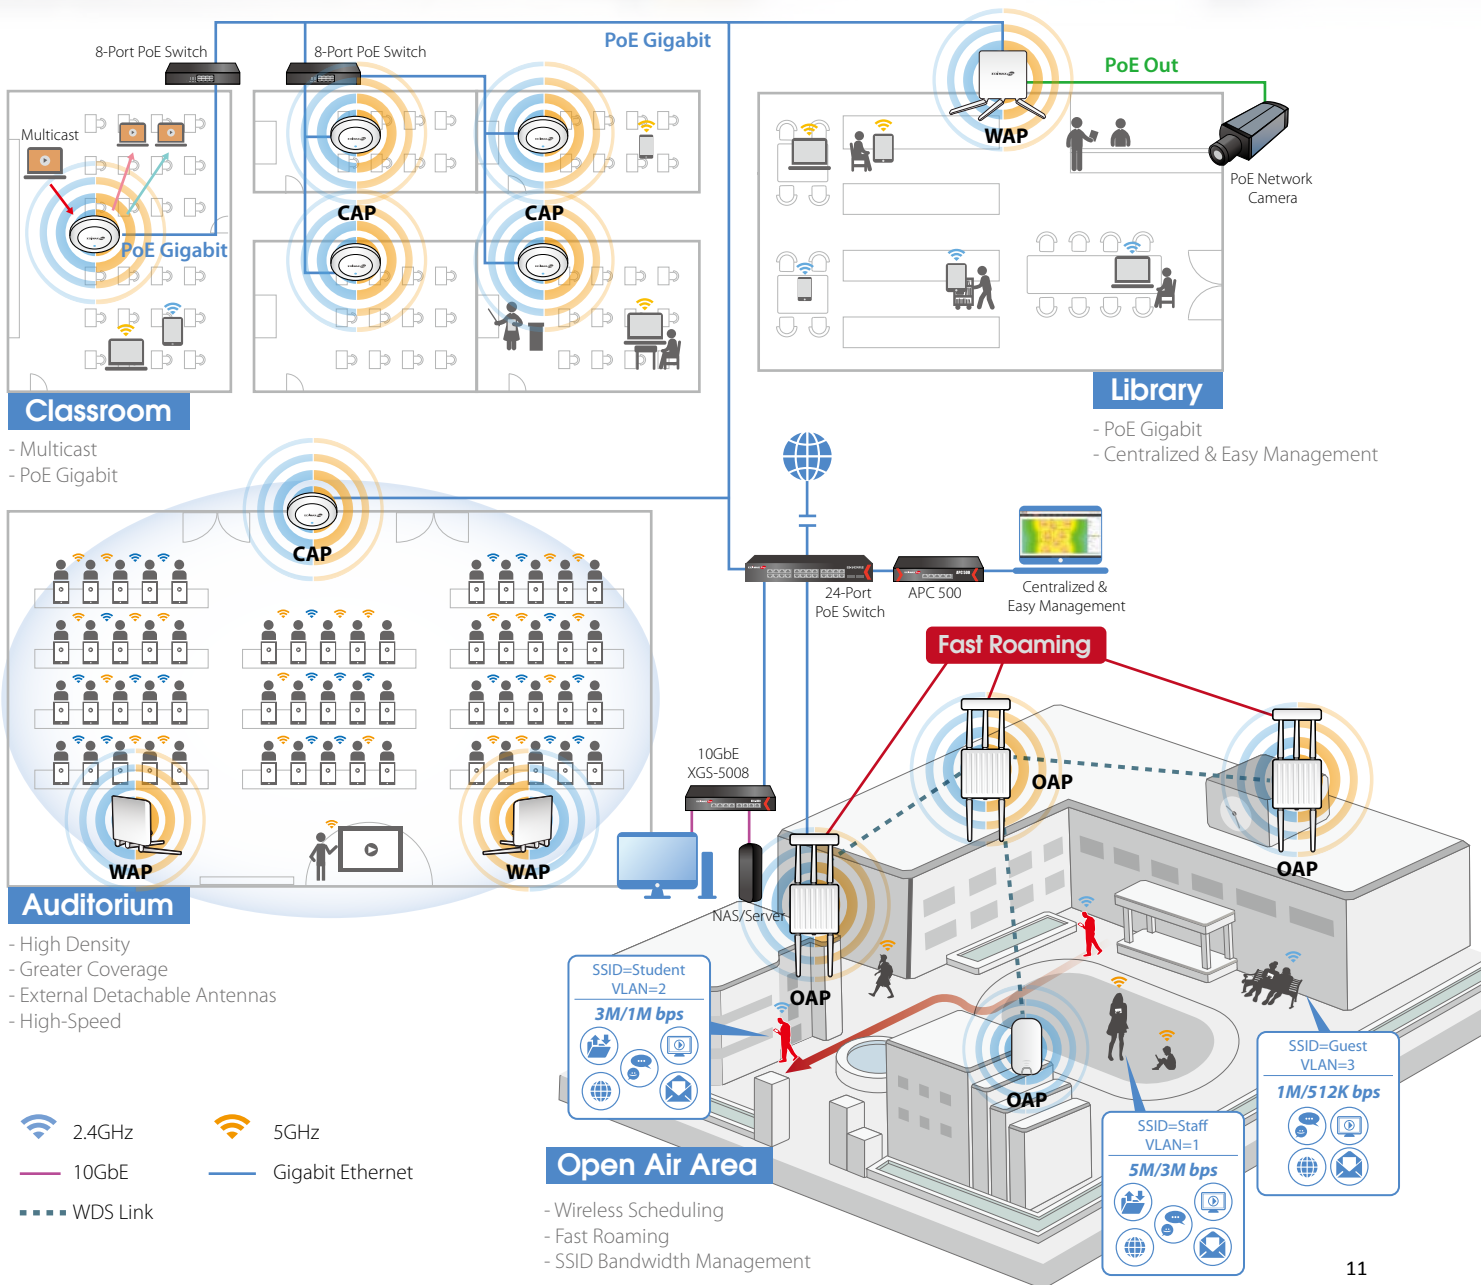 8-Port PoE Switch
8-Port PoE Switch
PoE Gigabit
PoE Out
Multicast
WAP
PoE Network
Camera
CAP
CAP
PoE Gigabit
Classroom
- Multicast
- PoE Gigabit
Library
- PoE Gigabit
- Centralized & Easy Management
CAP
24-Port
PoE Switch
APC 500
Centralized &
Easy Management
Fast Roaming
10GbE
XGS-5008
OAP
OAP
WAP
WAP
NAS/Server
Auditorium
- High Density
- Greater Coverage
- External Detachable Antennas
- High-Speed
SSID=Student
VLAN=2
3M/1M bps
OAP
OAP
SSID=Guest
VLAN=3
1M/512K bps
SSID=Staff
VLAN=1
5M/3M bps
2.4GHz
5GHz
10GbE
Gigabit Ethernet
WDS Link
Open Air Area
- Wireless Scheduling
- Fast Roaming
- SSID Bandwidth Management
11